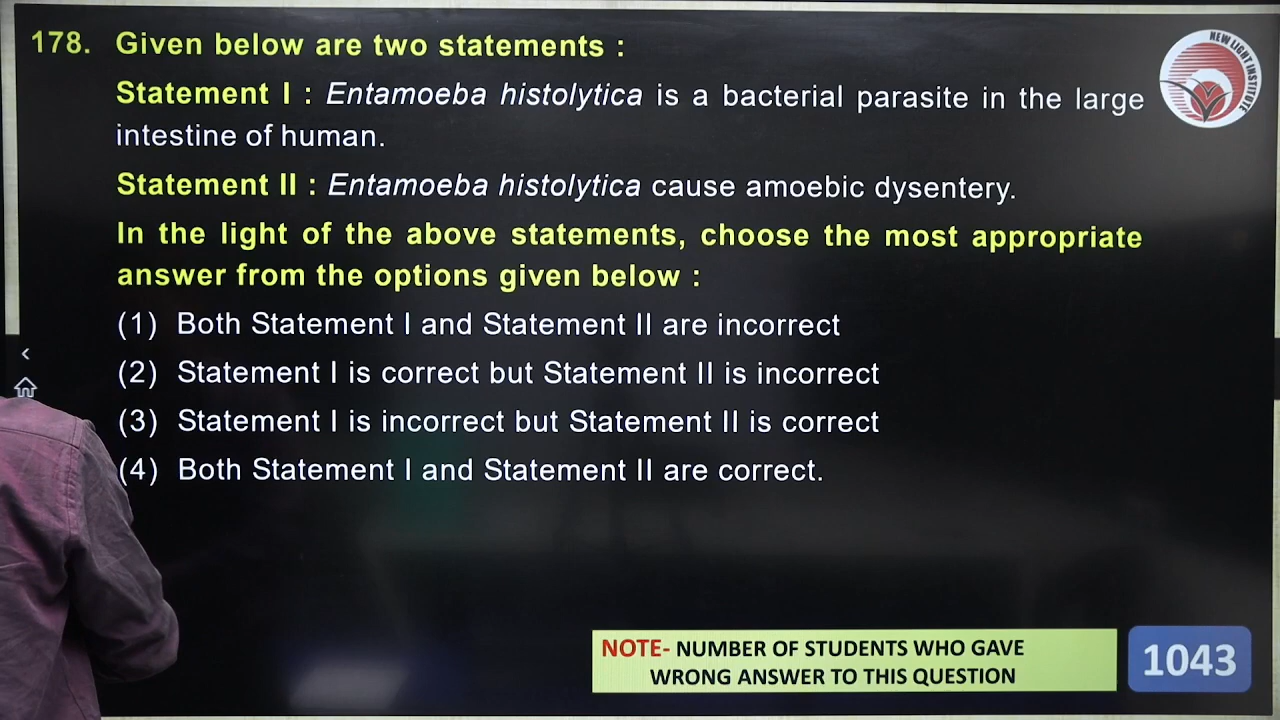 178. Given below are two statements :
Statement I : Entamoeba histolytica is a bacterial parasite in the large
intestine of human.
Statement II : Entamoeba histolytica cause amoebic dysentery.
In the light of the above statements, choose the most appropriate
answer from the options given below :
(1) Both Statement I and Statement II are incorrect
(2) Statement I is correct but Statement II is incorrect
(3) Statement I is incorrect but Statement II is correct
(4) Both Statement I and Statement II are correct.
NOTE- NUMBER OF STUDENTS WHO GAVE
WRONG ANSWER TO THIS QUESTION
1043
NEW LIGHT INSTITUTE